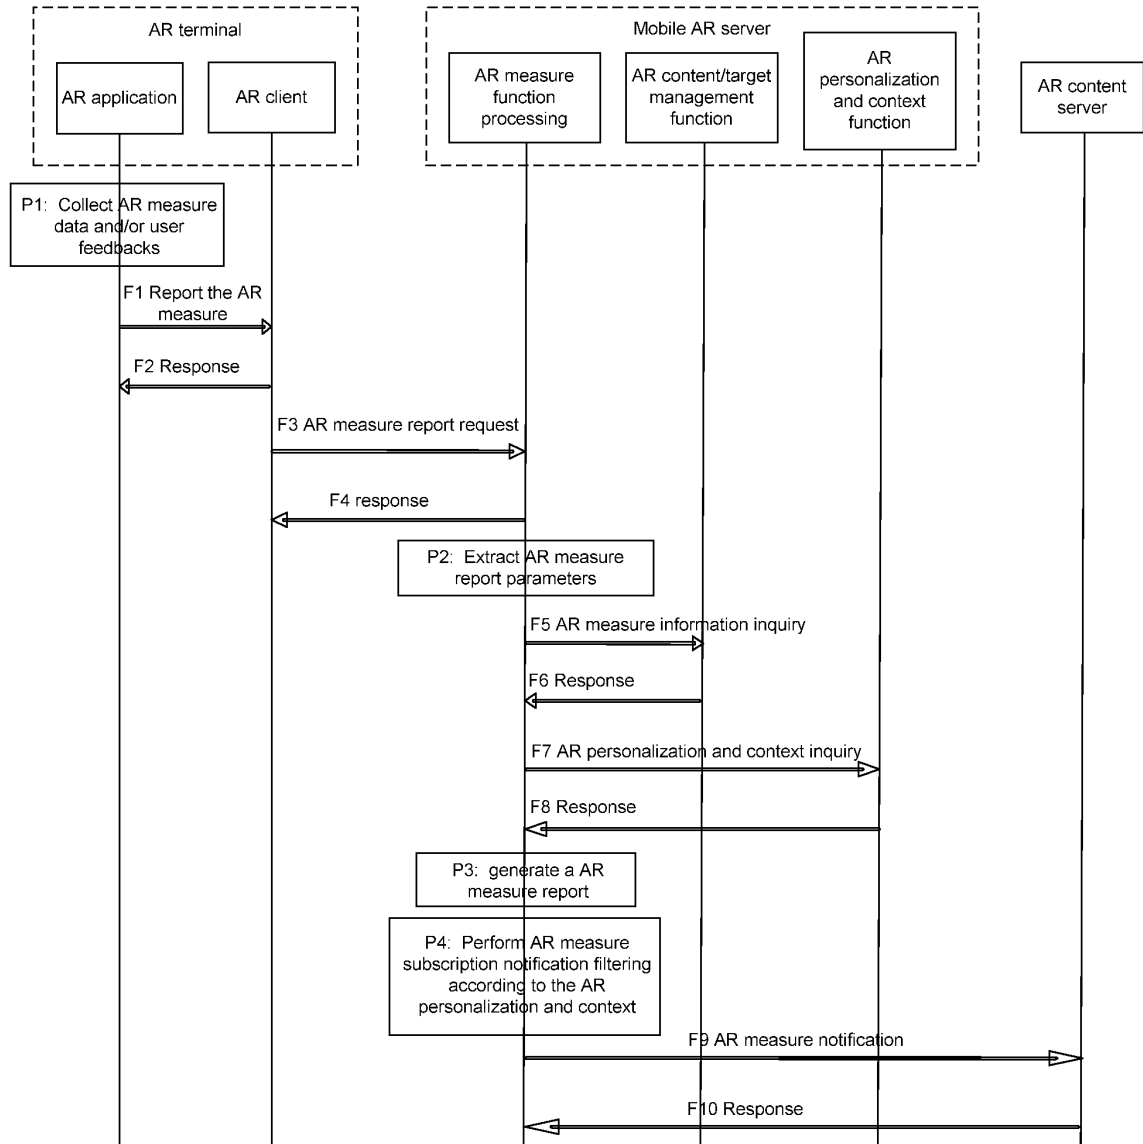 AR terminal
Mobile AR server
AR application
AR client
AR measure
function
processing
AR content/target
management
function
AR
personalization
and context
function
AR content
server
P1: Collect AR measure
data and/or user
feedbacks
F1 Report the AR
measure
F2 Response
F3 AR measure report request
F4 response
P2: Extract AR measure
report parameters
F5 AR measure information inquiry
F6 Response
F7 AR personalization and context inquiry
F8 Response
P3: generate a AR
measure report
P4: Perform AR measure
subscription notification filtering
according to the AR
personalization and context
F9 AR measure notification
F10 Response